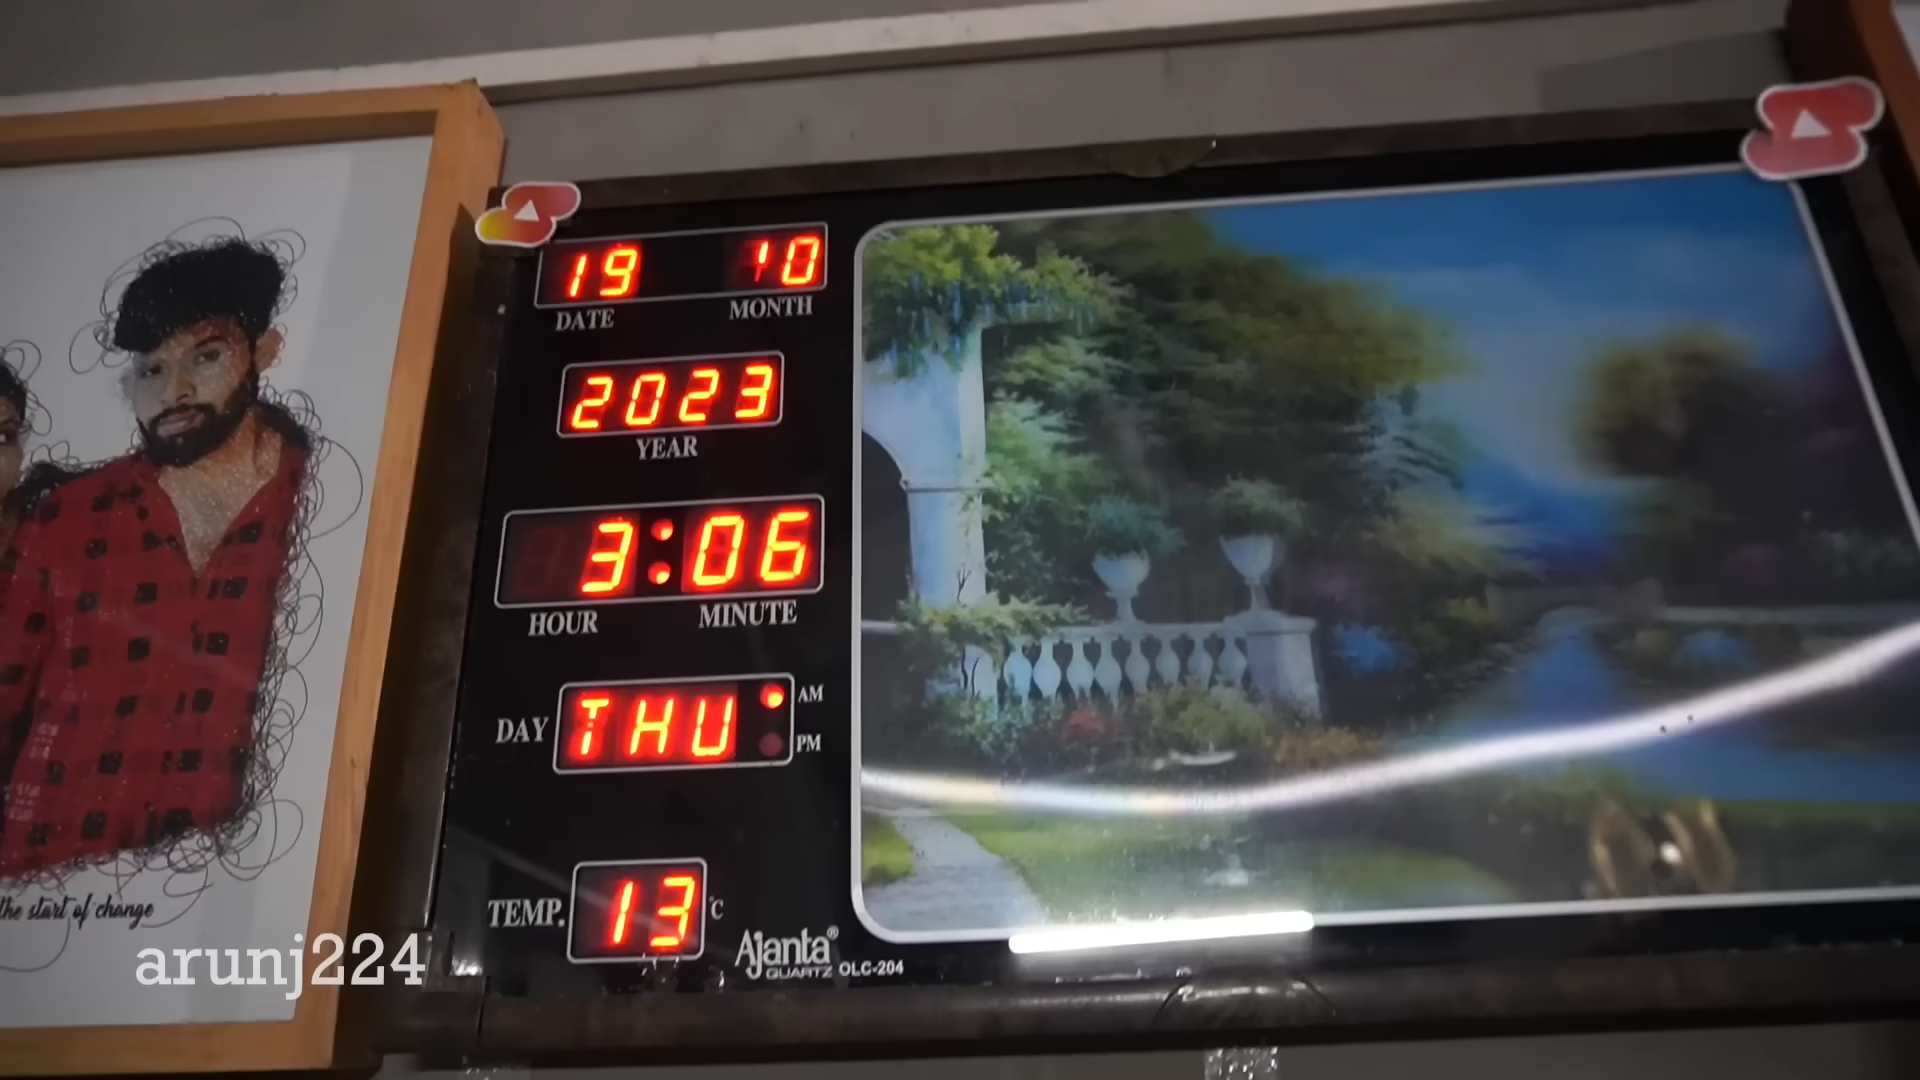 19 10
DATE MONTH
2023
YEAR
3:06
HOUR MINUTE
THU AM
DAY PM
TEMP. 13 °C
Ajanta®
QUARTZ OLC-204
the start of change
arunj224